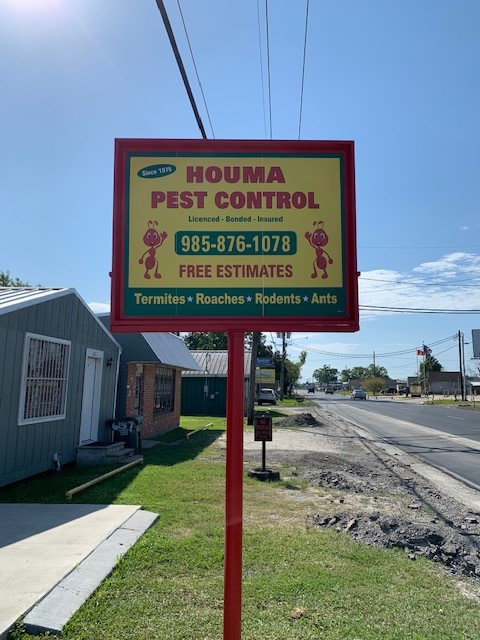 Since 1975
HOUMA
PEST CONTROL
Licenced - Bonded - Insured
985-876-1078
FREE ESTIMATES
Termites ★ Roaches ★ Rodents ★ Ants